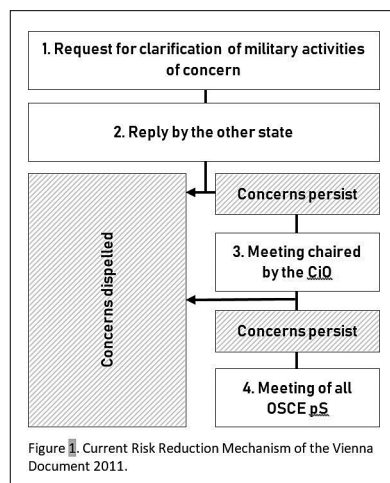 1. Request for clarification of military activities
of concern
2. Reply by the other state
Concerns persist
Concerns dispelled
3. Meeting chaired
by the CiO
Concerns persist
4. Meeting of all
OSCE pS
Figure 1. Current Risk Reduction Mechanism of the Vienna
Document 2011.